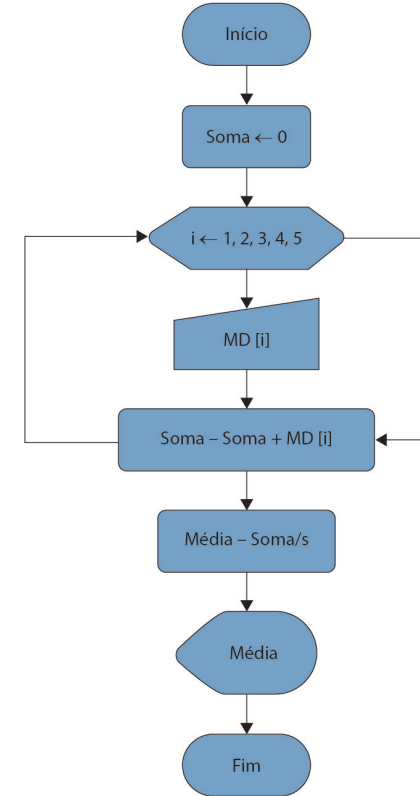 Início
Soma ← 0
i ← 1, 2, 3, 4, 5
MD [i]
Soma – Soma + MD [i]
Média – Soma/s
Média
Fim